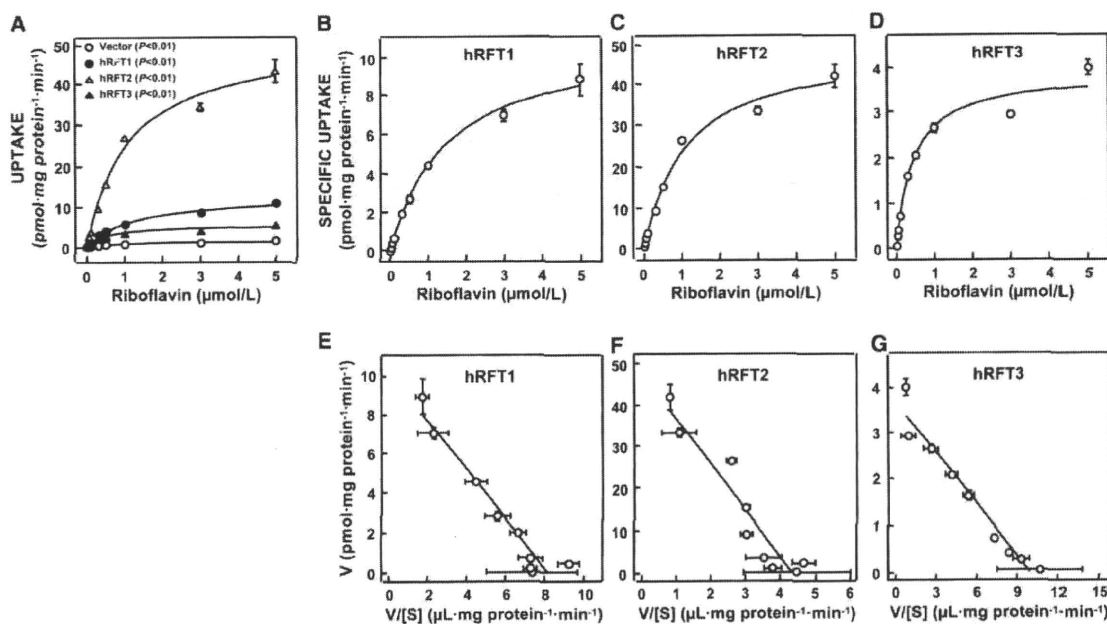 A
UPTAKE
(pmol·mg protein⁻¹·min⁻¹)
50
40
30
20
10
0
Vector (P<0.01)
hRFT1 (P<0.01)
hRFT2 (P<0.01)
hRFT3 (P<0.01)
0 1 2 3 4 5
Riboflavin (µmol/L)
B
hRFT1
SPECIFIC UPTAKE
(pmol·mg protein⁻¹·min⁻¹)
10
8
6
4
2
0
0 1 2 3 4 5
Riboflavin (µmol/L)
C
hRFT2
50
40
30
20
10
0
0 1 2 3 4 5
Riboflavin (µmol/L)
D
hRFT3
4
3
2
1
0
0 1 2 3 4 5
Riboflavin (µmol/L)
E
hRFT1
V (pmol·mg protein⁻¹·min⁻¹)
10
8
6
4
2
0
0 2 4 6 8 10
V/[S] (µL·mg protein⁻¹·min⁻¹)
F
hRFT2
50
40
30
20
10
0
0 1 2 3 4 5 6
V/[S] (µL·mg protein⁻¹·min⁻¹)
G
hRFT3
4
3
2
1
0
0 3 6 9 12 15
V/[S] (µL·mg protein⁻¹·min⁻¹)